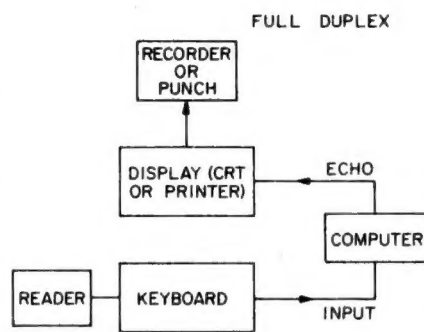 FULL DUPLEX
RECORDER
OR
PUNCH
DISPLAY (CRT
OR PRINTER)
ECHO
COMPUTER
READER
KEYBOARD
INPUT